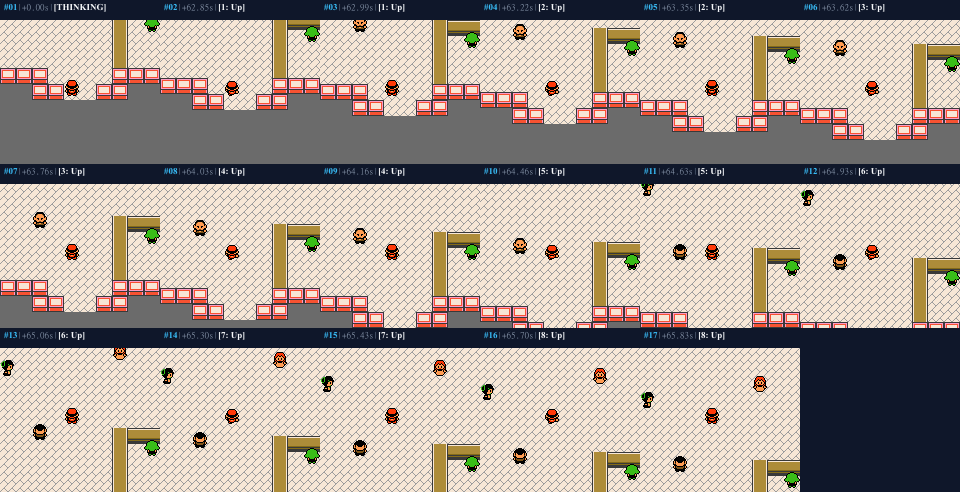 #01|+0.00s|[THINKING]
#02|+62.85s|[1: Up]
#03|+62.99s|[1: Up]
#04|+63.22s|[2: Up]
#05|+63.35s|[2: Up]
#06|+63.62s|[3: Up]
#07|+63.76s|[3: Up]
#08|+64.03s|[4: Up]
#09|+64.16s|[4: Up]
#10|+64.46s|[5: Up]
#11|+64.63s|[5: Up]
#12|+64.93s|[6: Up]
#13|+65.06s|[6: Up]
#14|+65.30s|[7: Up]
#15|+65.43s|[7: Up]
#16|+65.70s|[8: Up]
#17|+65.83s|[8: Up]